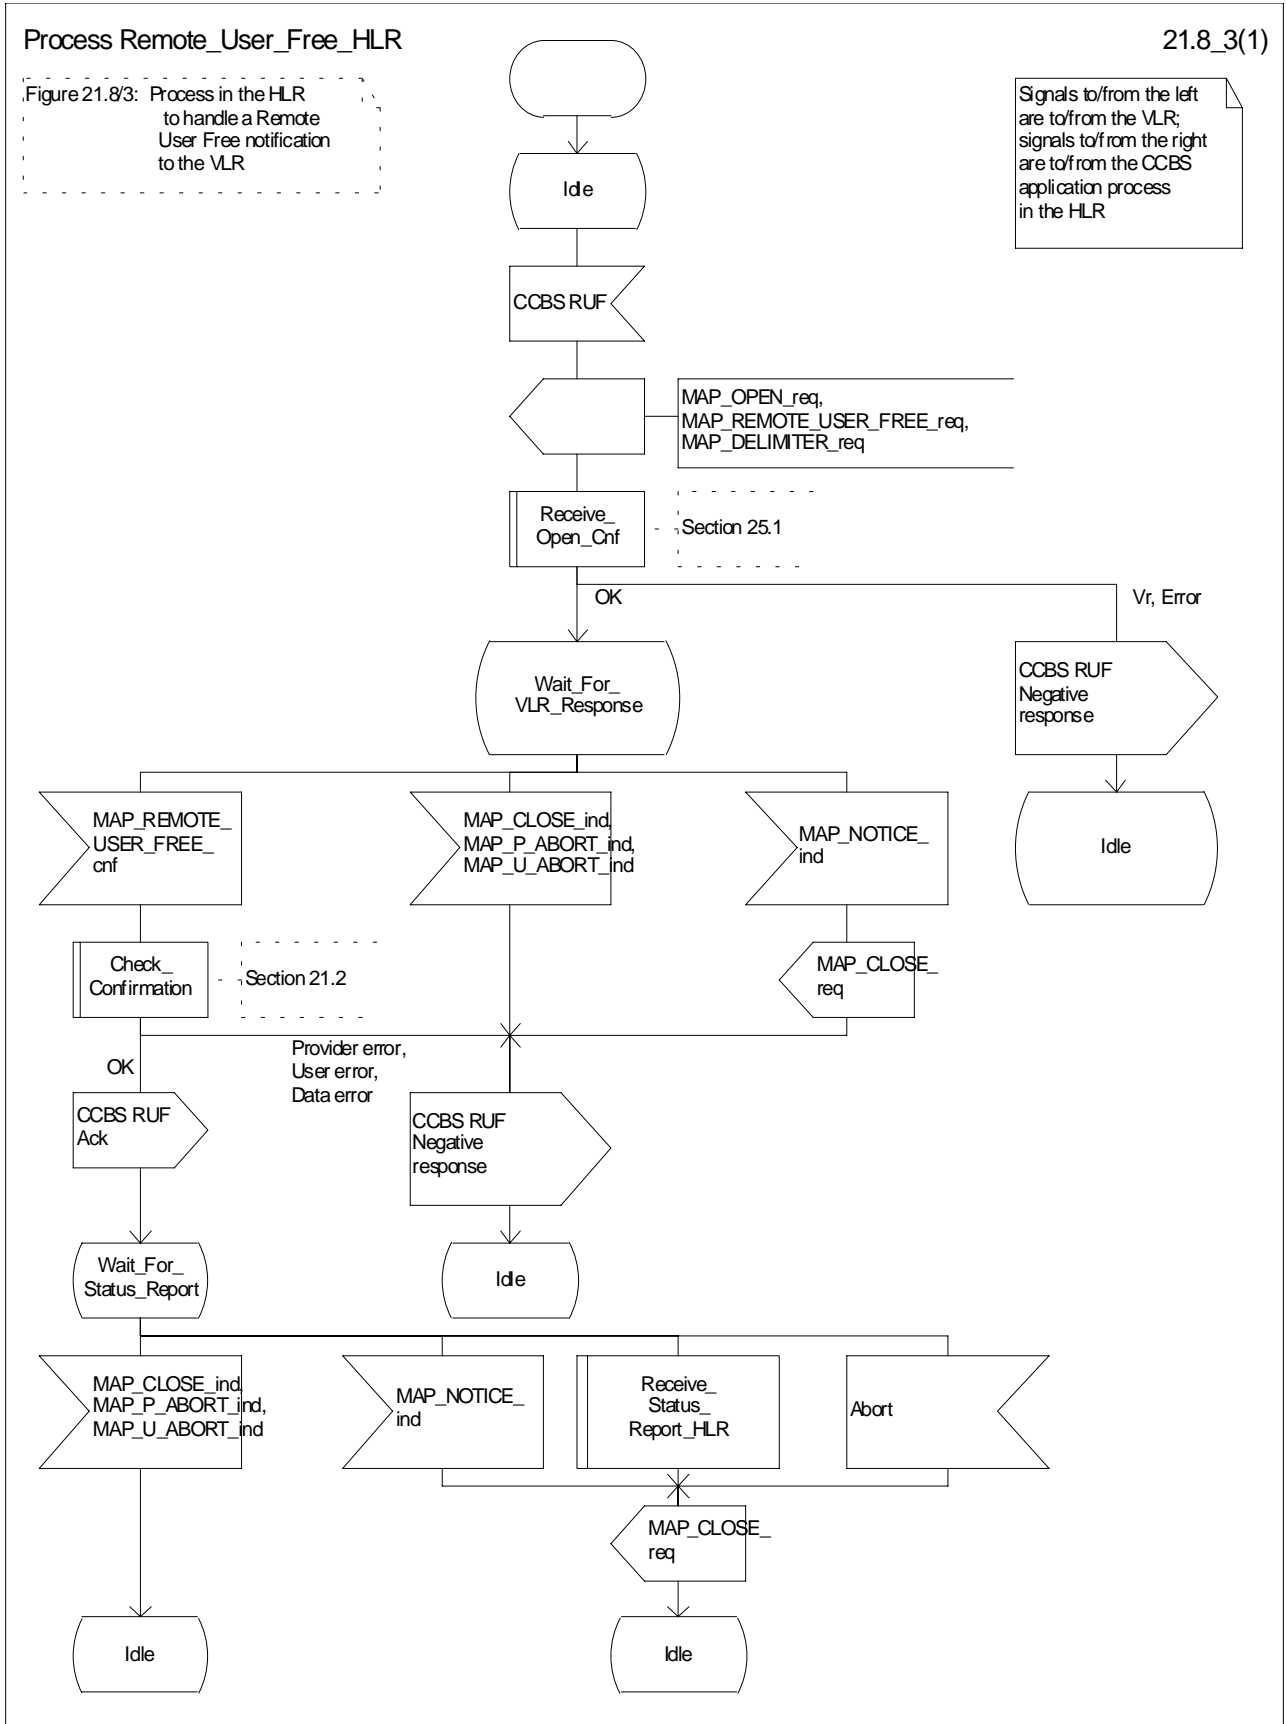 Process Remote_User_Free_HLR
21.8_3(1)
Figure 21.8/3: Process in the HLR
to handle a Remote
User Free notification
to the VLR
Signals to/from the left
are to/from the VLR;
signals to/from the right
are to/from the CCBS
application process
in the HLR
Idle
CCBS RUF
MAP_OPEN_req,
MAP_REMOTE_USER_FREE_req,
MAP_DELIMITER_req
Receive_
Open_Cnf
Section 25.1
OK
Vr, Error
Wait_For_
VLR_Response
CCBS RUF
Negative
response
MAP_REMOTE_
USER_FREE_
cnf
MAP_CLOSE_ind,
MAP_P_ABORT_ind,
MAP_U_ABORT_ind
MAP_NOTICE_
ind
Idle
Check_
Confirmation
Section 21.2
MAP_CLOSE_
req
OK
Provider error,
User error,
Data error
CCBS RUF
Ack
CCBS RUF
Negative
response
Wait_For_
Status_Report
Idle
MAP_CLOSE_ind,
MAP_P_ABORT_ind,
MAP_U_ABORT_ind
MAP_NOTICE_
ind
Receive_
Status_
Report_HLR
Abort
MAP_CLOSE_
req
Idle
Idle